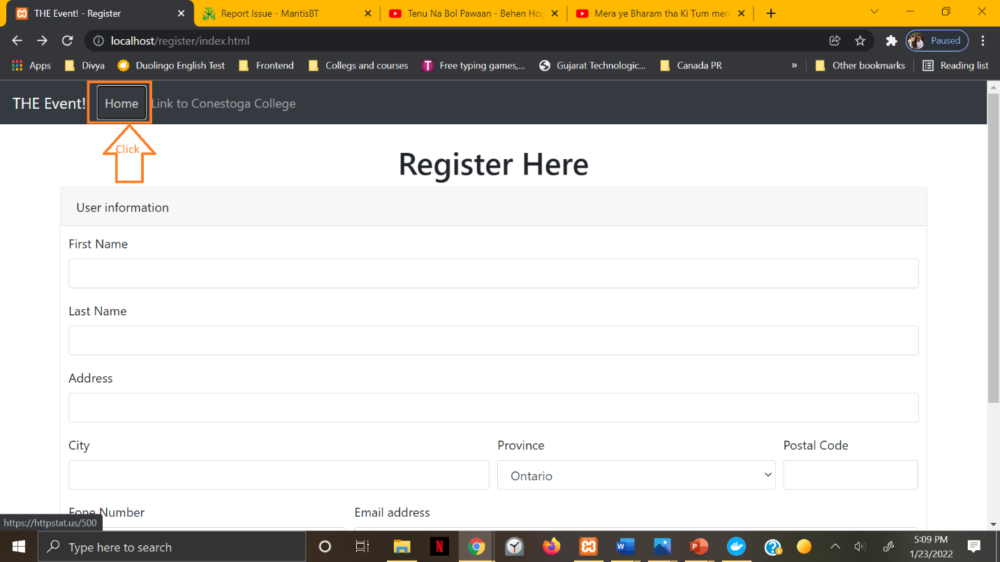 THE Event! - Register
Report Issue - MantisBT
Tenu Na Bol Pawaan - Behen Hog
Mera ye Bharam tha Ki Tum mere
localhost/register/index.html
Paused
Apps
Divya
Duolingo English Test
Frontend
Collegs and courses
T
Free typing games,...
Gujarat Technologic...
Canada PR
»
Other bookmarks
Reading list
THE Event!
Home
Link to Conestoga College
Click
Register Here
User information
First Name
Last Name
Address
City
Province
Postal Code
Ontario
Fone Number
Email address
https://httpstat.us/500
Type here to search
5:09 PM
1/23/2022